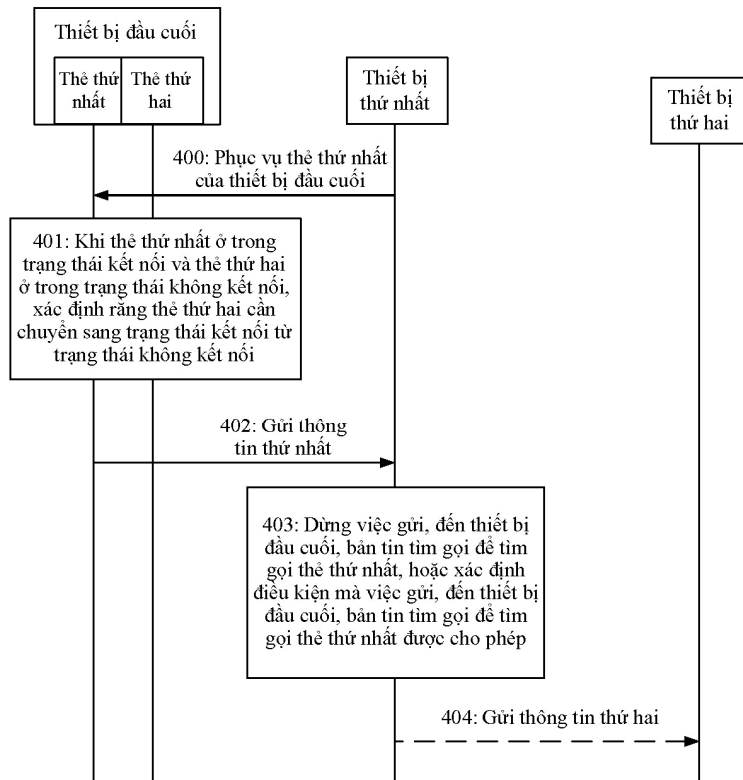 Thiết bị đầu cuối
Thẻ thứ
nhất
Thẻ thứ
hai
Thiết bị
thứ nhất
Thiết bị
thứ hai
400: Phục vụ thẻ thứ nhất
của thiết bị đầu cuối
401: Khi thẻ thứ nhất ở trong
trạng thái kết nối và thẻ thứ hai
ở trong trạng thái không kết nối,
xác định rằng thẻ thứ hai cần
chuyển sang trạng thái kết nối từ
trạng thái không kết nối
402: Gửi thông
tin thứ nhất
403: Dừng việc gửi, đến thiết bị
đầu cuối, bản tin tìm gọi để tìm
gọi thẻ thứ nhất, hoặc xác định
điều kiện mà việc gửi, đến thiết bị
đầu cuối, bản tin tìm gọi để tìm
gọi thẻ thứ nhất được cho phép
404: Gửi thông tin thứ hai